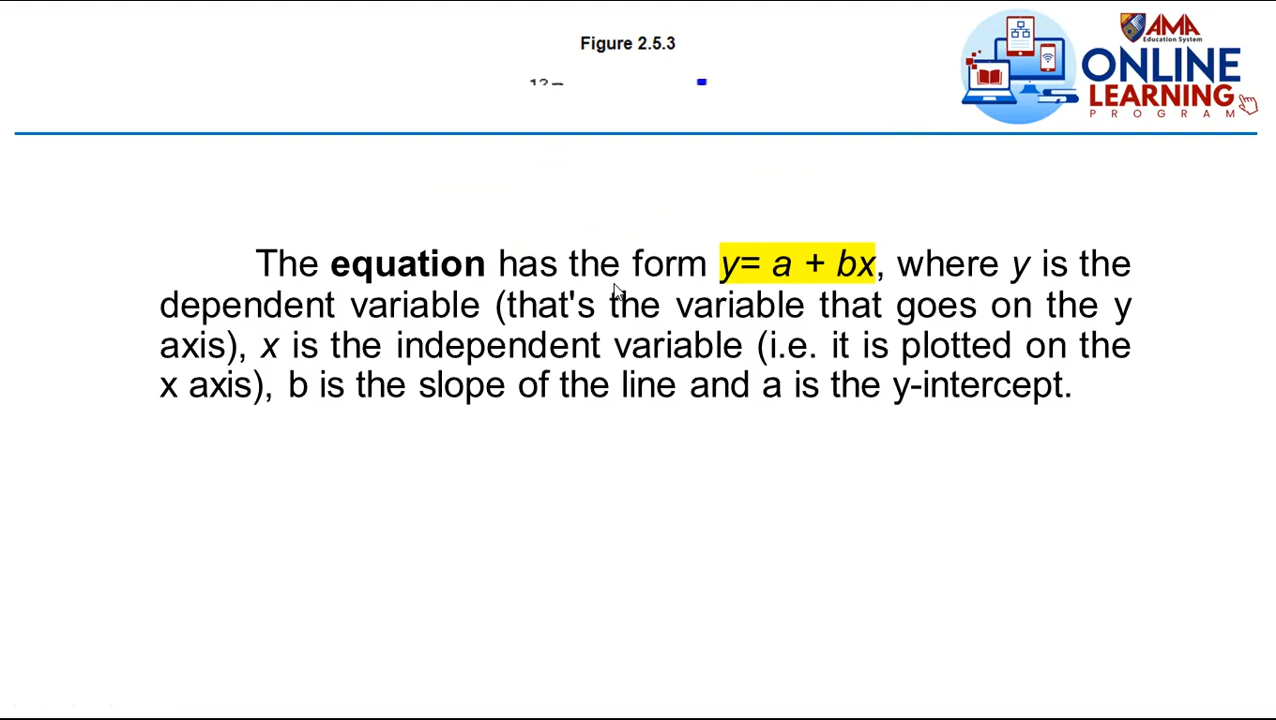 Figure 2.5.3
AMA
Education System
ONLINE
LEARNING
PROGRAM
The equation has the form y= a + bx, where y is the
dependent variable (that's the variable that goes on the y
axis), x is the independent variable (i.e. it is plotted on the
x axis), b is the slope of the line and a is the y-intercept.